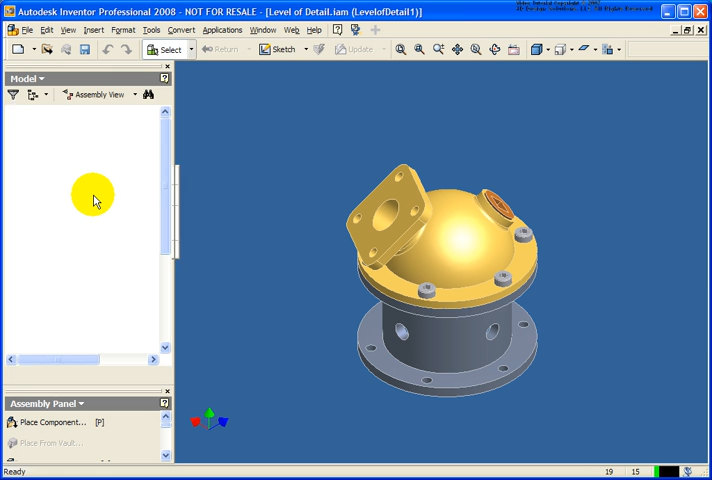 Autodesk Inventor Professional 2008 - NOT FOR RESALE - [Level of Detail.iam (LevelofDetail1)]
File Edit View Insert Format Tools Convert Applications Window Web Help
Select Return Sketch Update
Model
Assembly View
Assembly Panel
Place Component... [P]
Place From Vault...
Ready 19 15